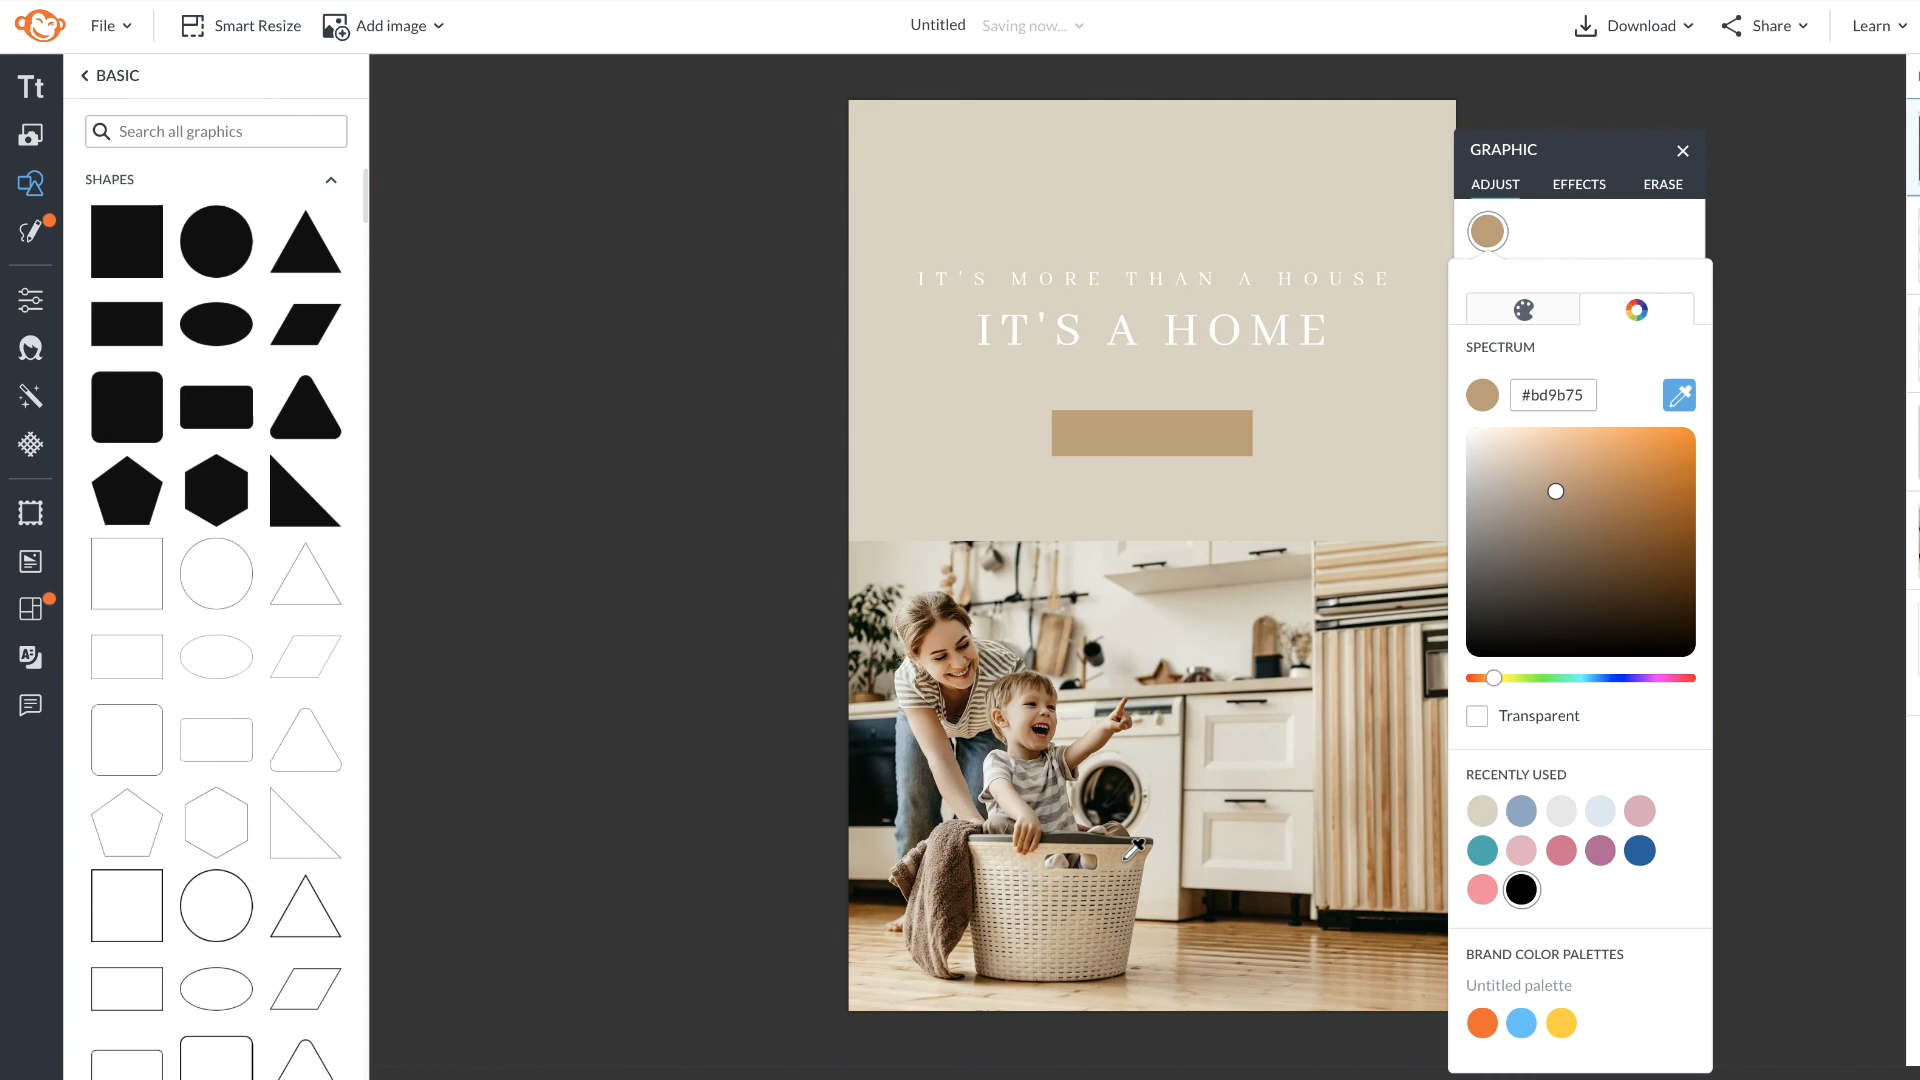 File
Smart Resize
Add image
Untitled
Saving now...
Download
Share
Learn
Tt
BASIC
Search all graphics
SHAPES
IT'S MORE THAN A HOUSE
IT'S A HOME
GRAPHIC
ADJUST
EFFECTS
ERASE
SPECTRUM
#bd9b75
Transparent
RECENTLY USED
BRAND COLOR PALETTES
Untitled palette